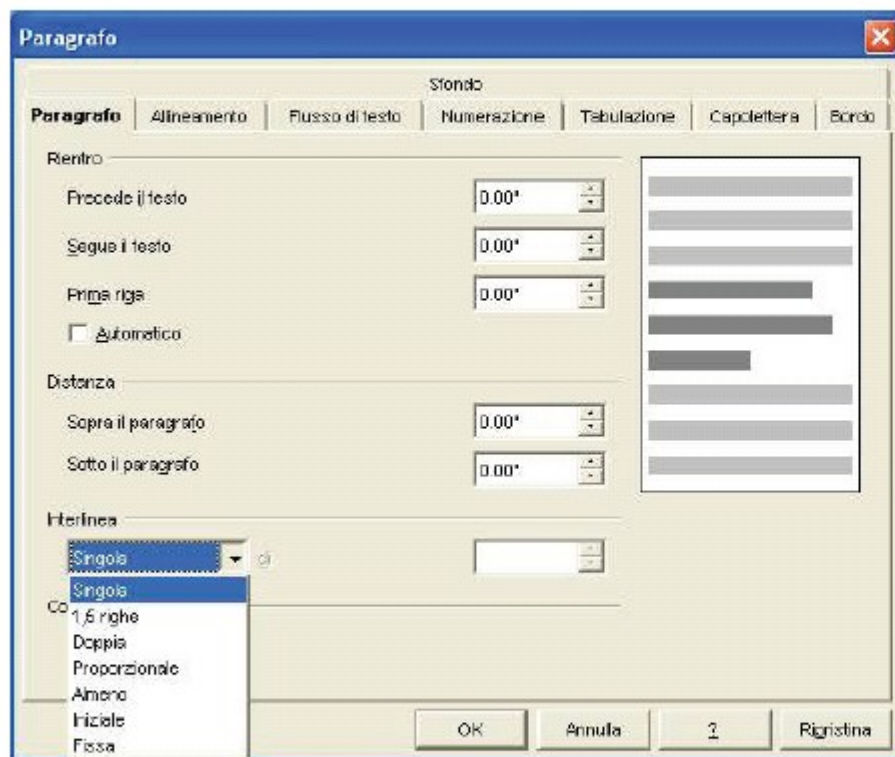 Paragrafo
Sfondo
Paragrafo Allineamento Flusso di testo Numerazione Tabulazione Capolettera Bordo
Rientro
Precede il testo 0.00"
Segue il testo 0.00"
Prima riga 0.00"
Automatico
Distanza
Sopra il paragrafo 0.00"
Sotto il paragrafo 0.00"
Interlinea
Singola di
Singola
Co
1,5 righe
Doppia
Proporzionale
Almeno
Iniziale
Fissa
OK Annulla ? Ripristina